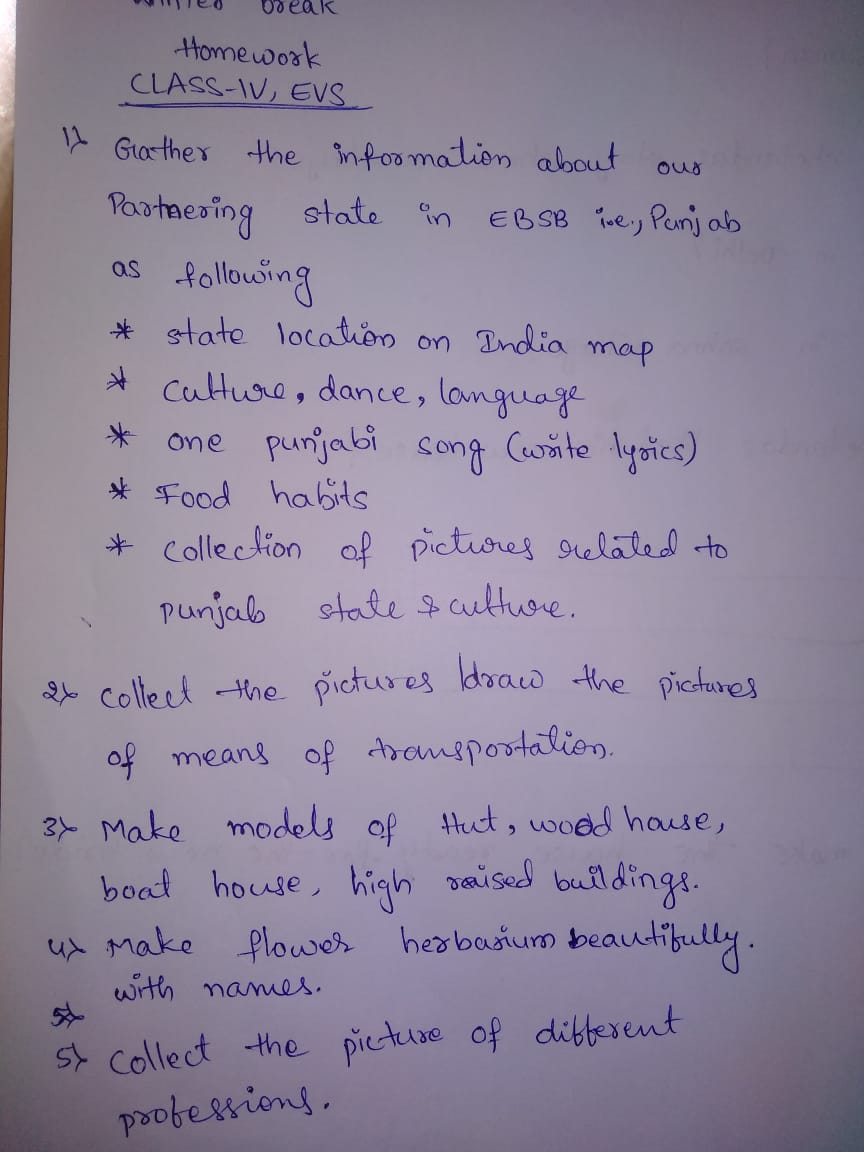 Winter break
Homework
CLASS-IV, EVS
1) Gather the information about our
Partnering state in EBSB i.e., Punjab
as following
* state location on India map
* culture, dance, language
* one punjabi song (write lyrics)
* Food habits
* collection of pictures related to
punjab state & culture.
2) collect the pictures / draw the pictures
of means of transportation.
3) Make models of Hut, wood house,
boat house, high raised buildings.
4) Make flower herbarium beautifully.
with names.
5)
5) collect the picture of different
professions.